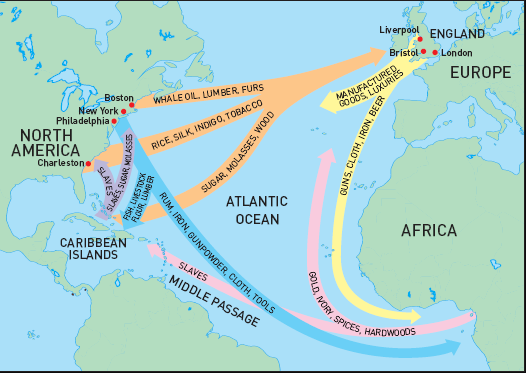 Liverpool
ENGLAND
Bristol
London
EUROPE
MANUFACTURED
GOODS, LUXURIES
Boston
WHALE OIL, LUMBER, FURS
New York
Philadelphia
RICE, SILK, INDIGO, TOBACCO
NORTH
AMERICA
Charleston
SLAVES
SLAVES, SUGAR, MOLASSES
FISH, LIVESTOCK
FLOUR, LUMBER
SUGAR, MOLASSES, WOOD
GUNS, CLOTH, IRON, BEER
ATLANTIC
OCEAN
AFRICA
RUM, IRON, GUNPOWDER, CLOTH, TOOLS
CARIBBEAN
ISLANDS
SLAVES
MIDDLE PASSAGE
GOLD, IVORY, SPICES, HARDWOODS